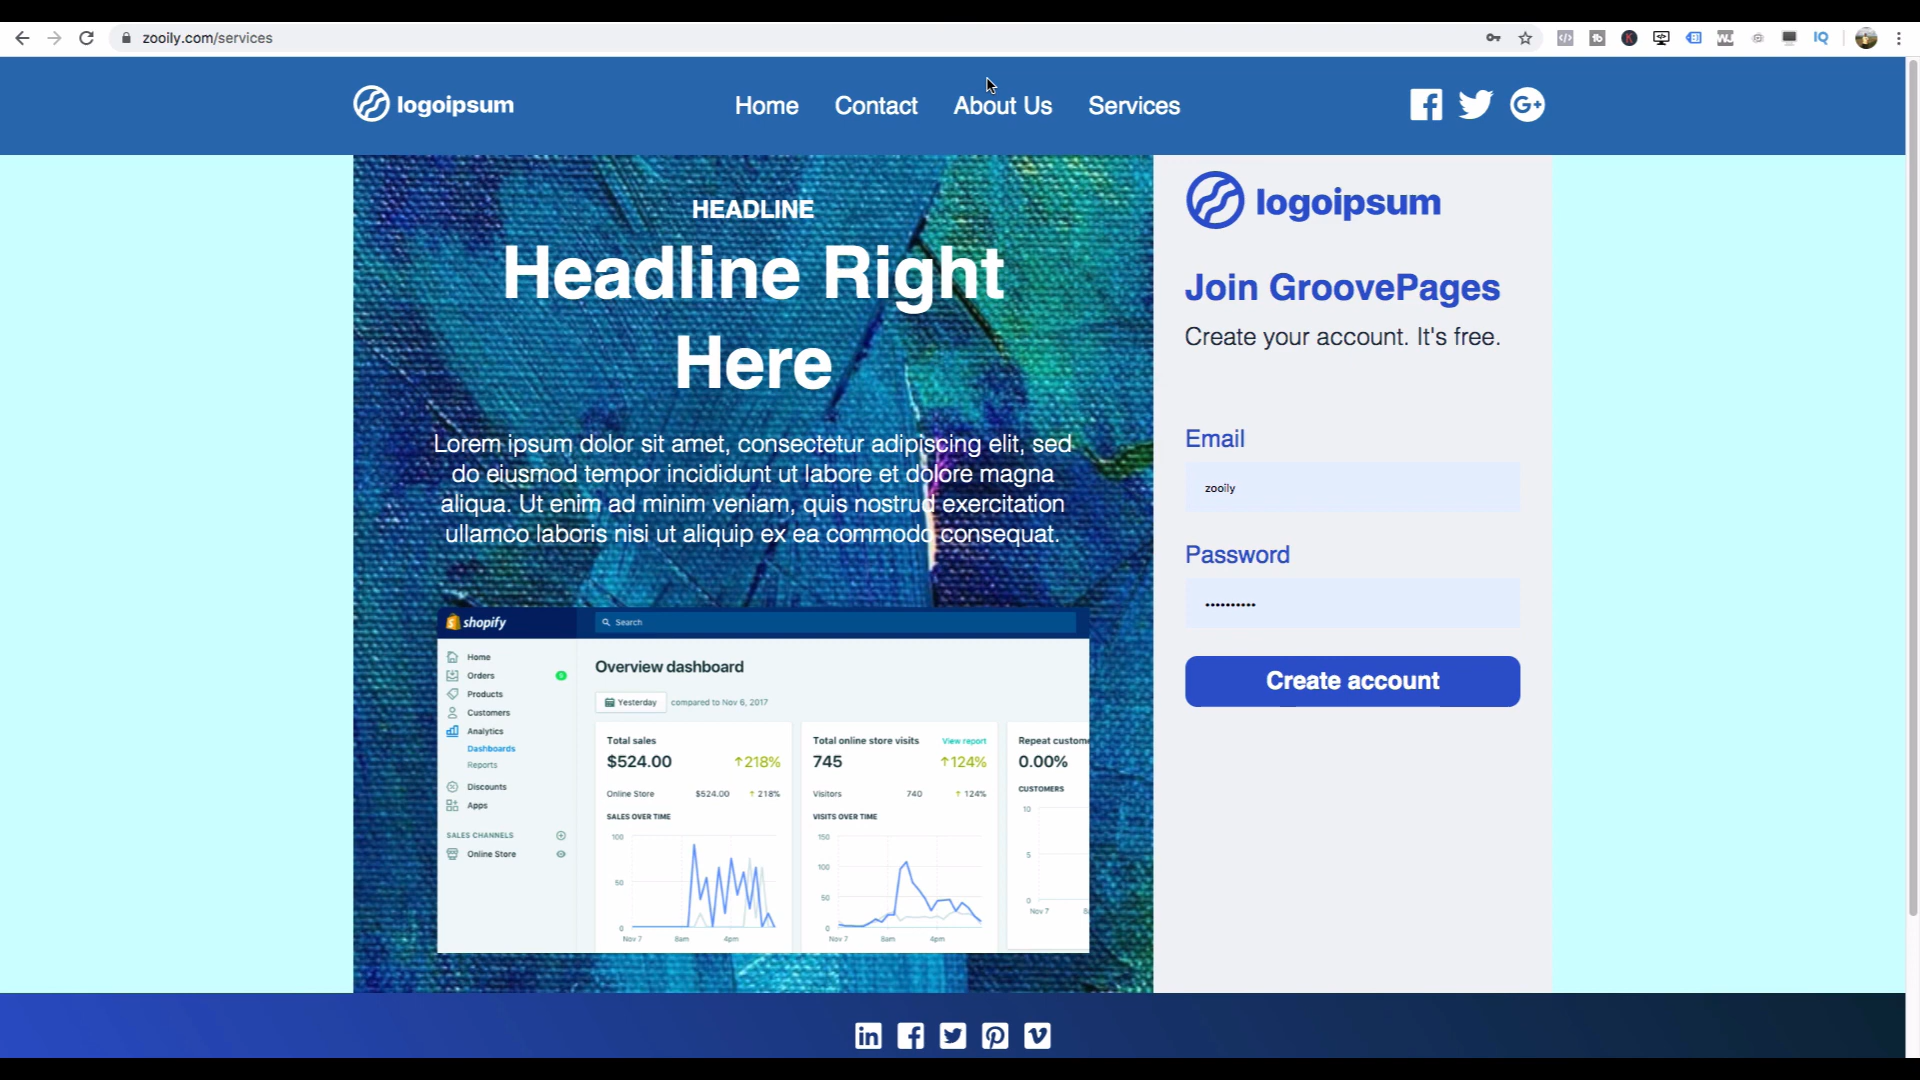 zooily.com/services
logoipsum
Home
Contact
About Us
Services
HEADLINE
Headline Right
Here
Lorem ipsum dolor sit amet, consectetur adipiscing elit, sed
do eiusmod tempor incididunt ut labore et dolore magna
aliqua. Ut enim ad minim veniam, quis nostrud exercitation
ullamco laboris nisi ut aliquip ex ea commodo consequat.
shopify
Search
Home
Orders
Products
Customers
Analytics
Dashboards
Reports
Discounts
Apps
SALES CHANNELS
Online Store
Overview dashboard
Yesterday
compared to Nov 6, 2017
Total sales
$524.00
↑218%
Online Store
$524.00
↑ 218%
SALES OVER TIME
100
50
0
Nov 7
8am
4pm
Total online store visits
View report
745
↑124%
Visitors
740
↑ 124%
VISITS OVER TIME
150
100
50
0
Nov 7
8am
4pm
Repeat custome
0.00%
CUSTOMERS
10
5
0
Nov 7
logoipsum
Join GroovePages
Create your account. It's free.
Email
zooily
Password
••••••••••
Create account